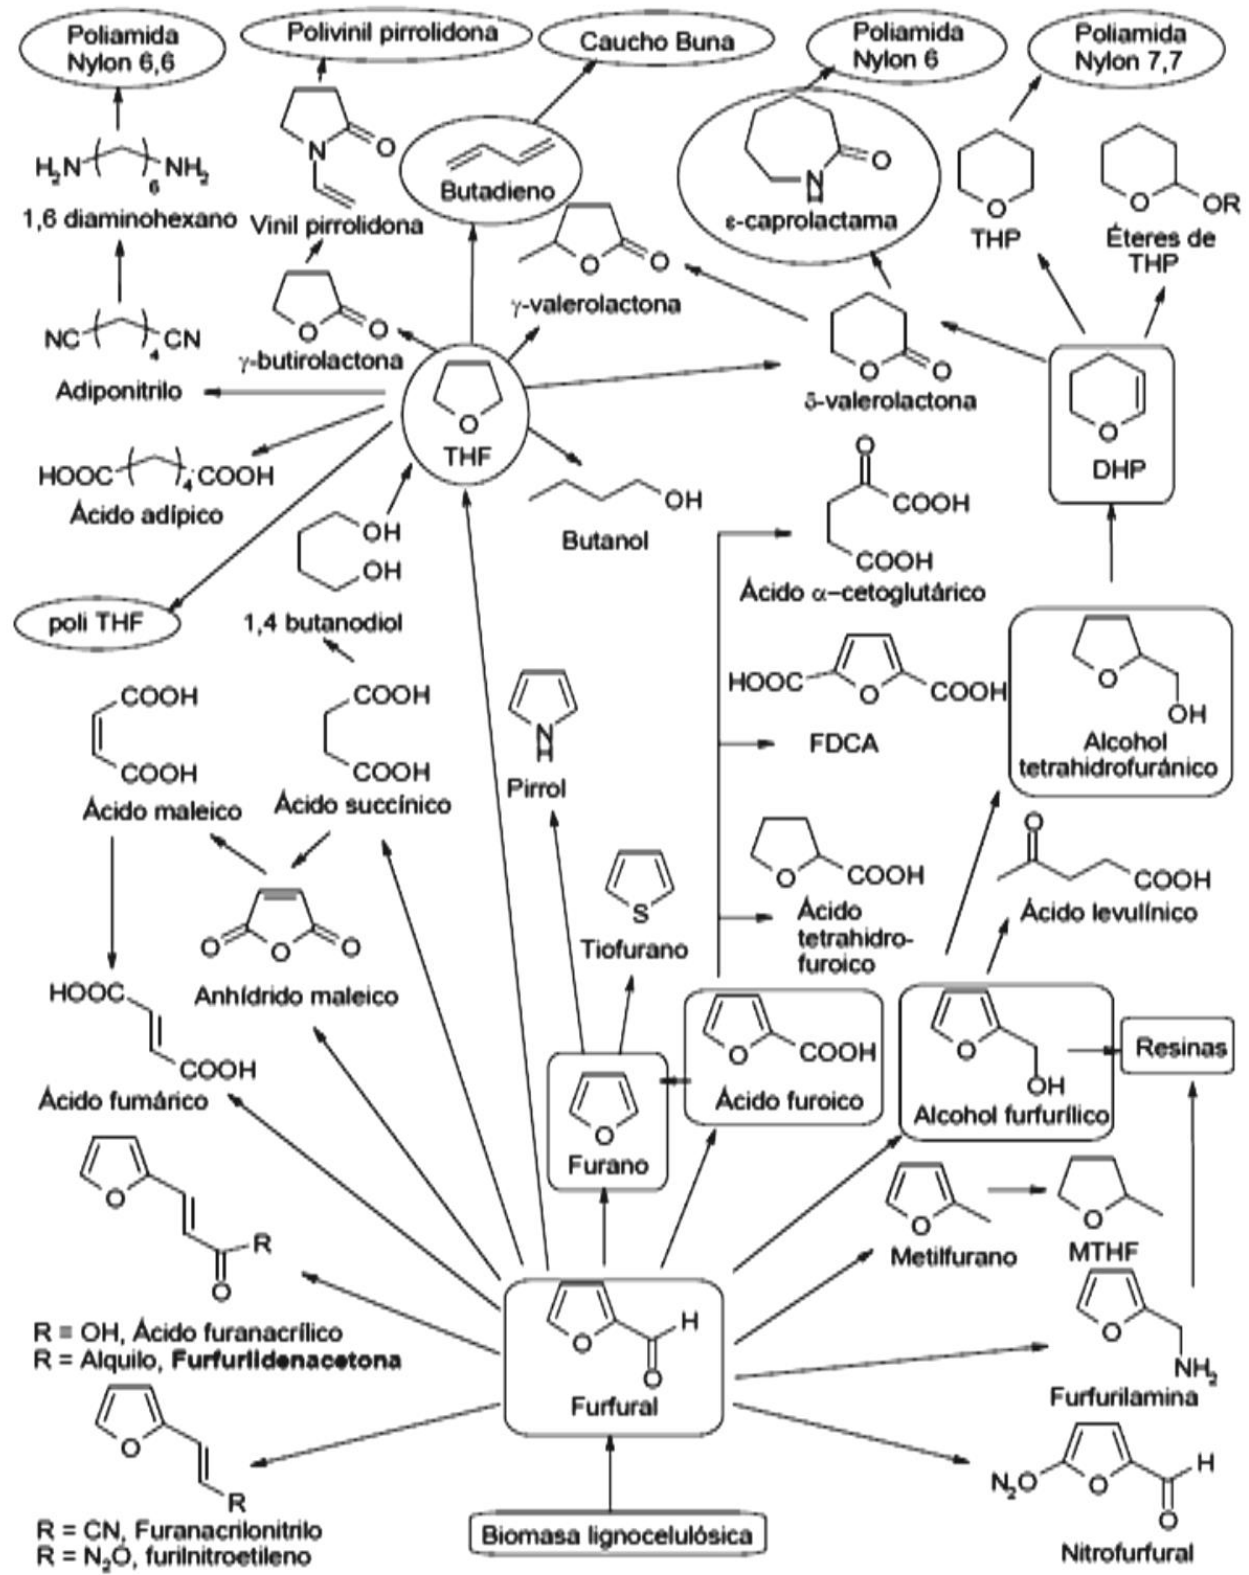 Poliamida
Nylon 6,6
Polivinil pirrolidona
Caucho Buna
Poliamida
Nylon 6
Poliamida
Nylon 7,7
H₂N
6
NH₂
1,6 diaminohexano
N
O
Vinil pirrolidona
Butadieno
O
N
H
ε-caprolactama
O
THP
O
OR
Éteres de
THP
NC
4
CN
Adiponitrilo
O
O
γ-butirolactona
O
O
γ-valerolactona
O
O
δ-valerolactona
O
THF
O
DHP
HOOC
4
COOH
Ácido adípico
OH
OH
1,4 butanodiol
OH
Butanol
O
COOH
COOH
Ácido α−cetoglutárico
poli THF
COOH
COOH
Ácido maleico
COOH
COOH
Ácido succínico
N
H
Pirrol
HOOC
O
COOH
FDCA
O
OH
Alcohol
tetrahidrofuránico
O
O
O
Anhídrido maleico
S
Tiofurano
O
COOH
Ácido
tetrahidro-
furoico
O
COOH
Ácido levulínico
HOOC
COOH
Ácido fumárico
O
Furano
O
COOH
Ácido furoico
O
OH
Alcohol furfurílico
Resinas
O
R
O
R = OH, Ácido furanacrílico
R = Alquilo, Furfurildenacetona
O
Metilfurano
O
MTHF
O
H
O
Furfural
O
NH₂
Furfurilamina
O
R
R = CN, Furanacrilonitrilo
R = N₂O, furilnitroetileno
Biomasa lignocelulósica
N₂O
O
H
O
Nitrofurfural